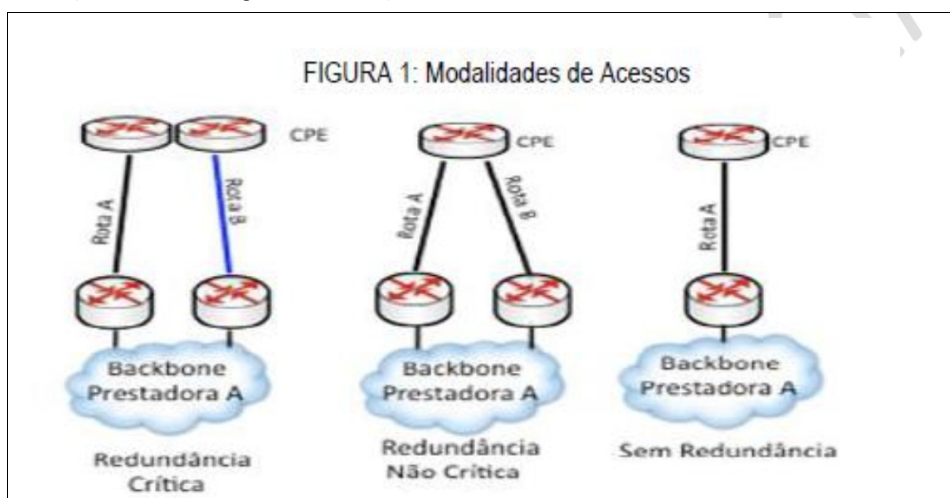 FIGURA 1: Modalidades de Acessos
CPE
Rota A
Rota B
Backbone
Prestadora A
Redundância
Crítica
CPE
Rota A
Rota B
Backbone
Prestadora A
Redundância
Não Crítica
CPE
Rota A
Backbone
Prestadora A
Sem Redundância